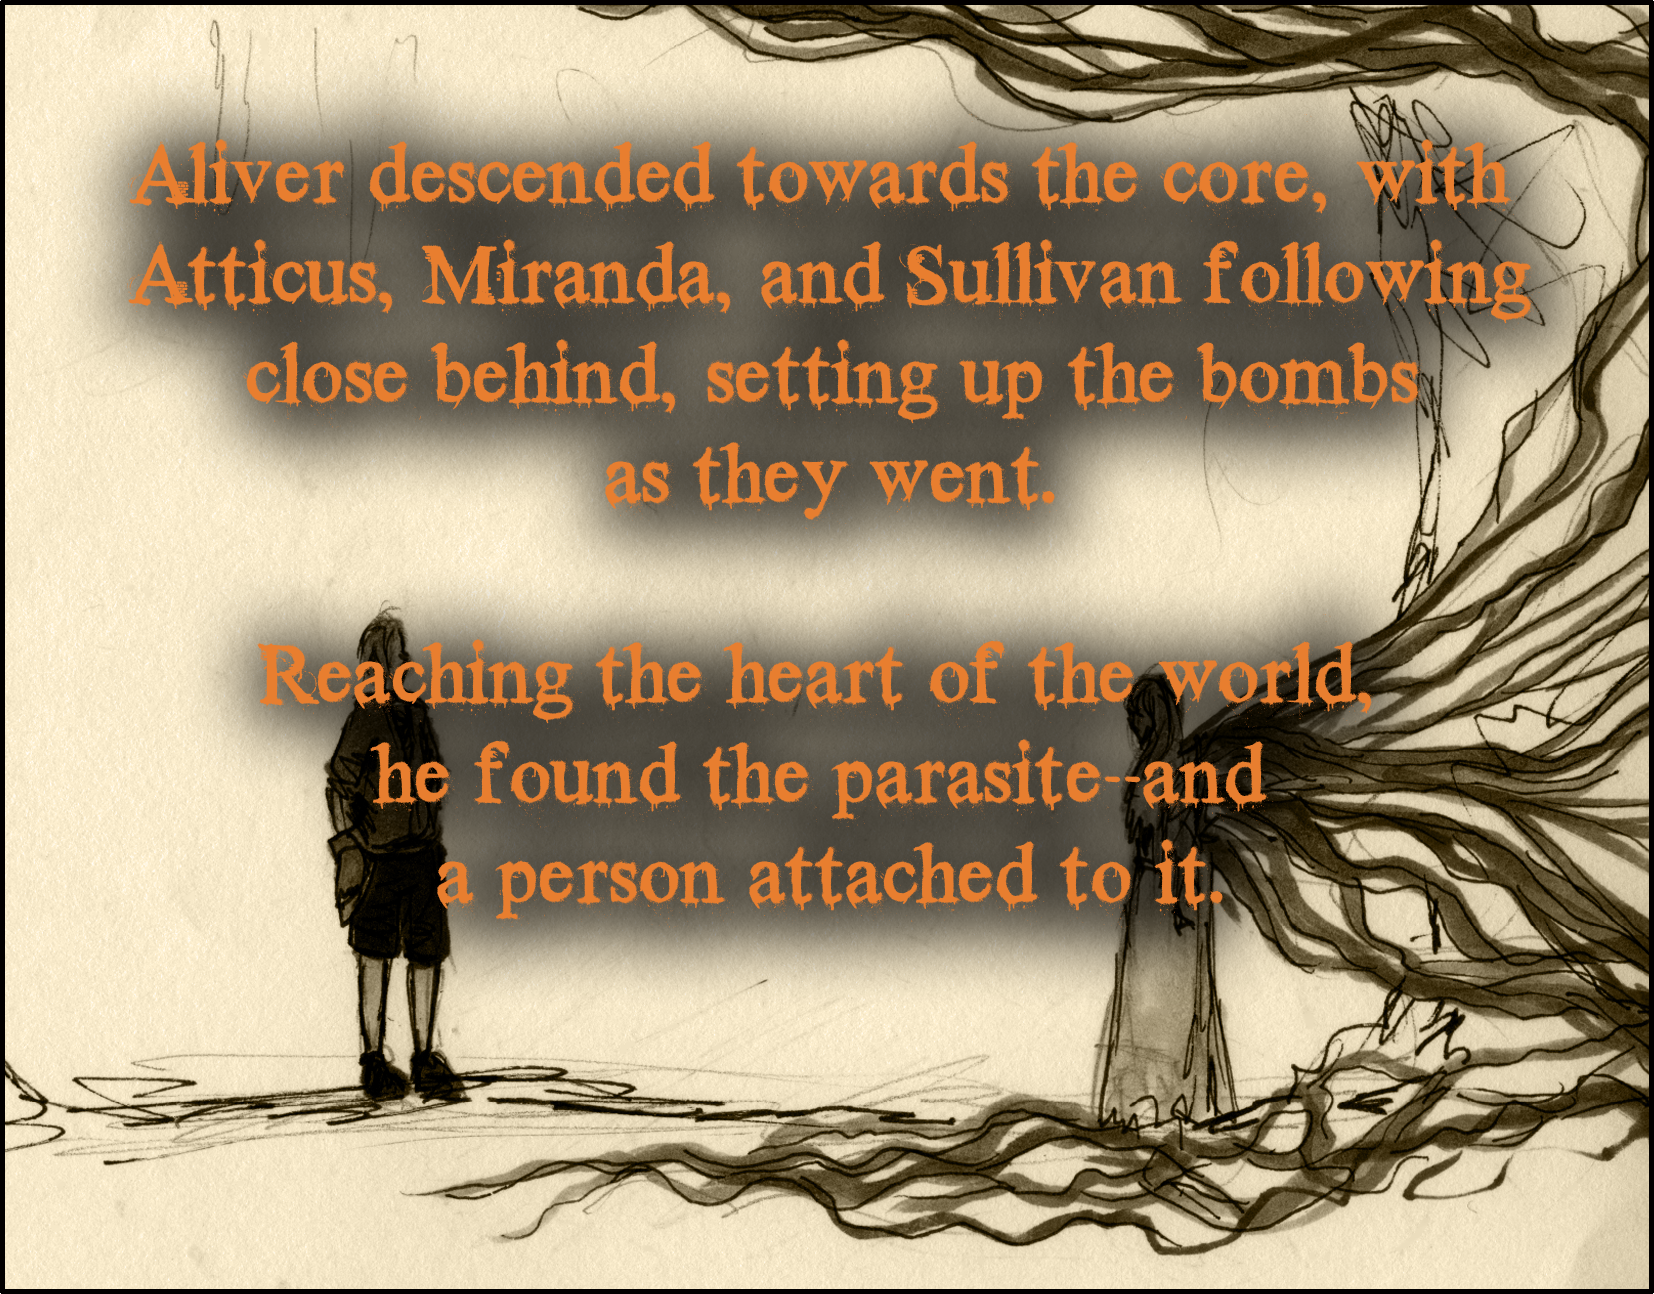 Aliver descended towards the core, with
Atticus, Miranda, and Sullivan following
close behind, setting up the bombs
as they went.
Reaching the heart of the world,
he found the parasite--and
a person attached to it.